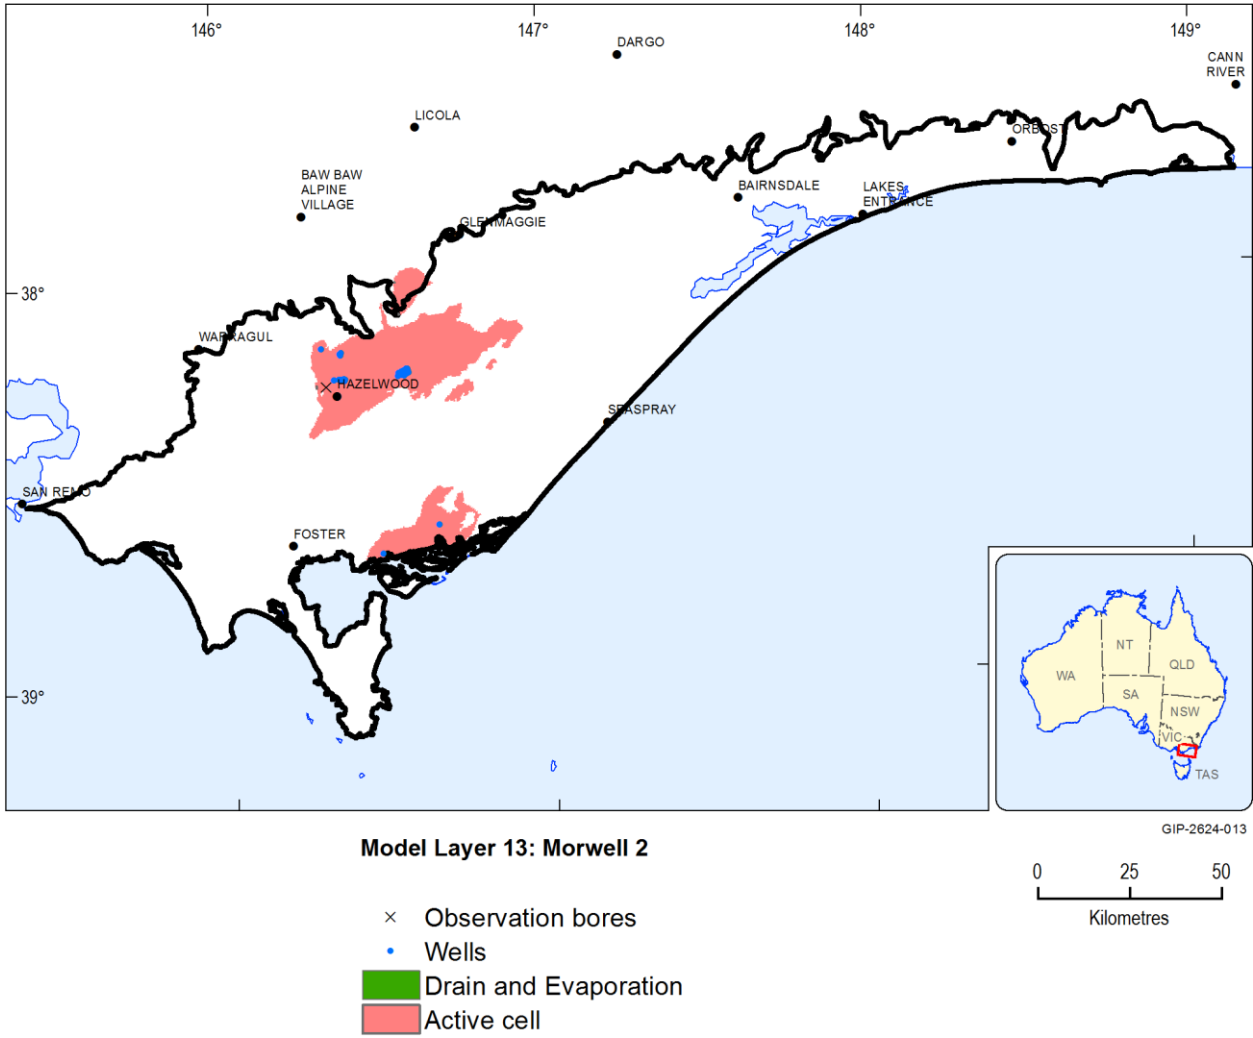 146°
147°
148°
149°
DARGO
CANN
RIVER
LICOLA
ORBOST
BAW BAW
ALPINE
VILLAGE
BAIRNSDALE
LAKES
ENTRANCE
GLENMAGGIE
38°
WARRAGUL
HAZELWOOD
SEASPRAY
SAN REMO
FOSTER
39°
NT
QLD
WA
SA
NSW
VIC
TAS
GIP-2624-013
Model Layer 13: Morwell 2
0 25 50
Kilometres
Observation bores
Wells
Drain and Evaporation
Active cell